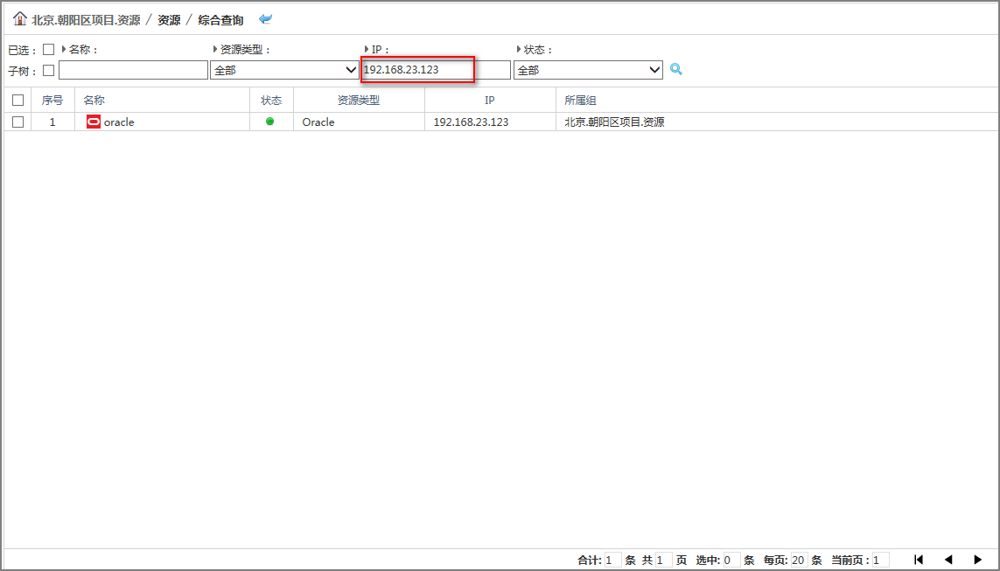 北京.朝阳区项目.资源 / 资源 / 综合查询
已选： 名称： 资源类型： IP： 状态：
子树： 全部 192.168.23.123 全部
序号 名称 状态 资源类型 IP 所属组
1 oracle Oracle 192.168.23.123 北京.朝阳区项目.资源
合计: 1 条 共 1 页 选中: 0 条 每页: 20 条 当前页： 1